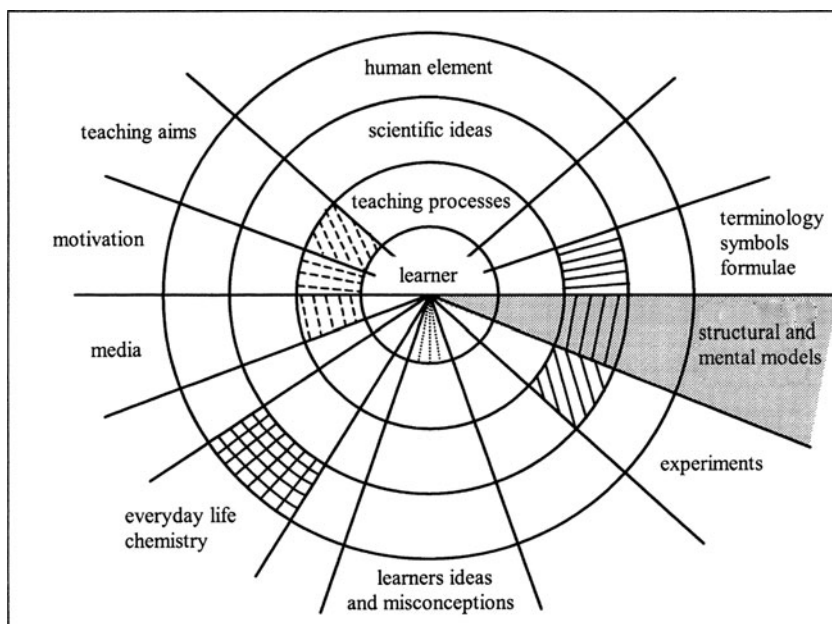 human element
scientific ideas
teaching aims
teaching processes
terminology
symbols
formulae
motivation
learner
structural and
mental models
media
experiments
everyday life
chemistry
learners ideas
and misconceptions